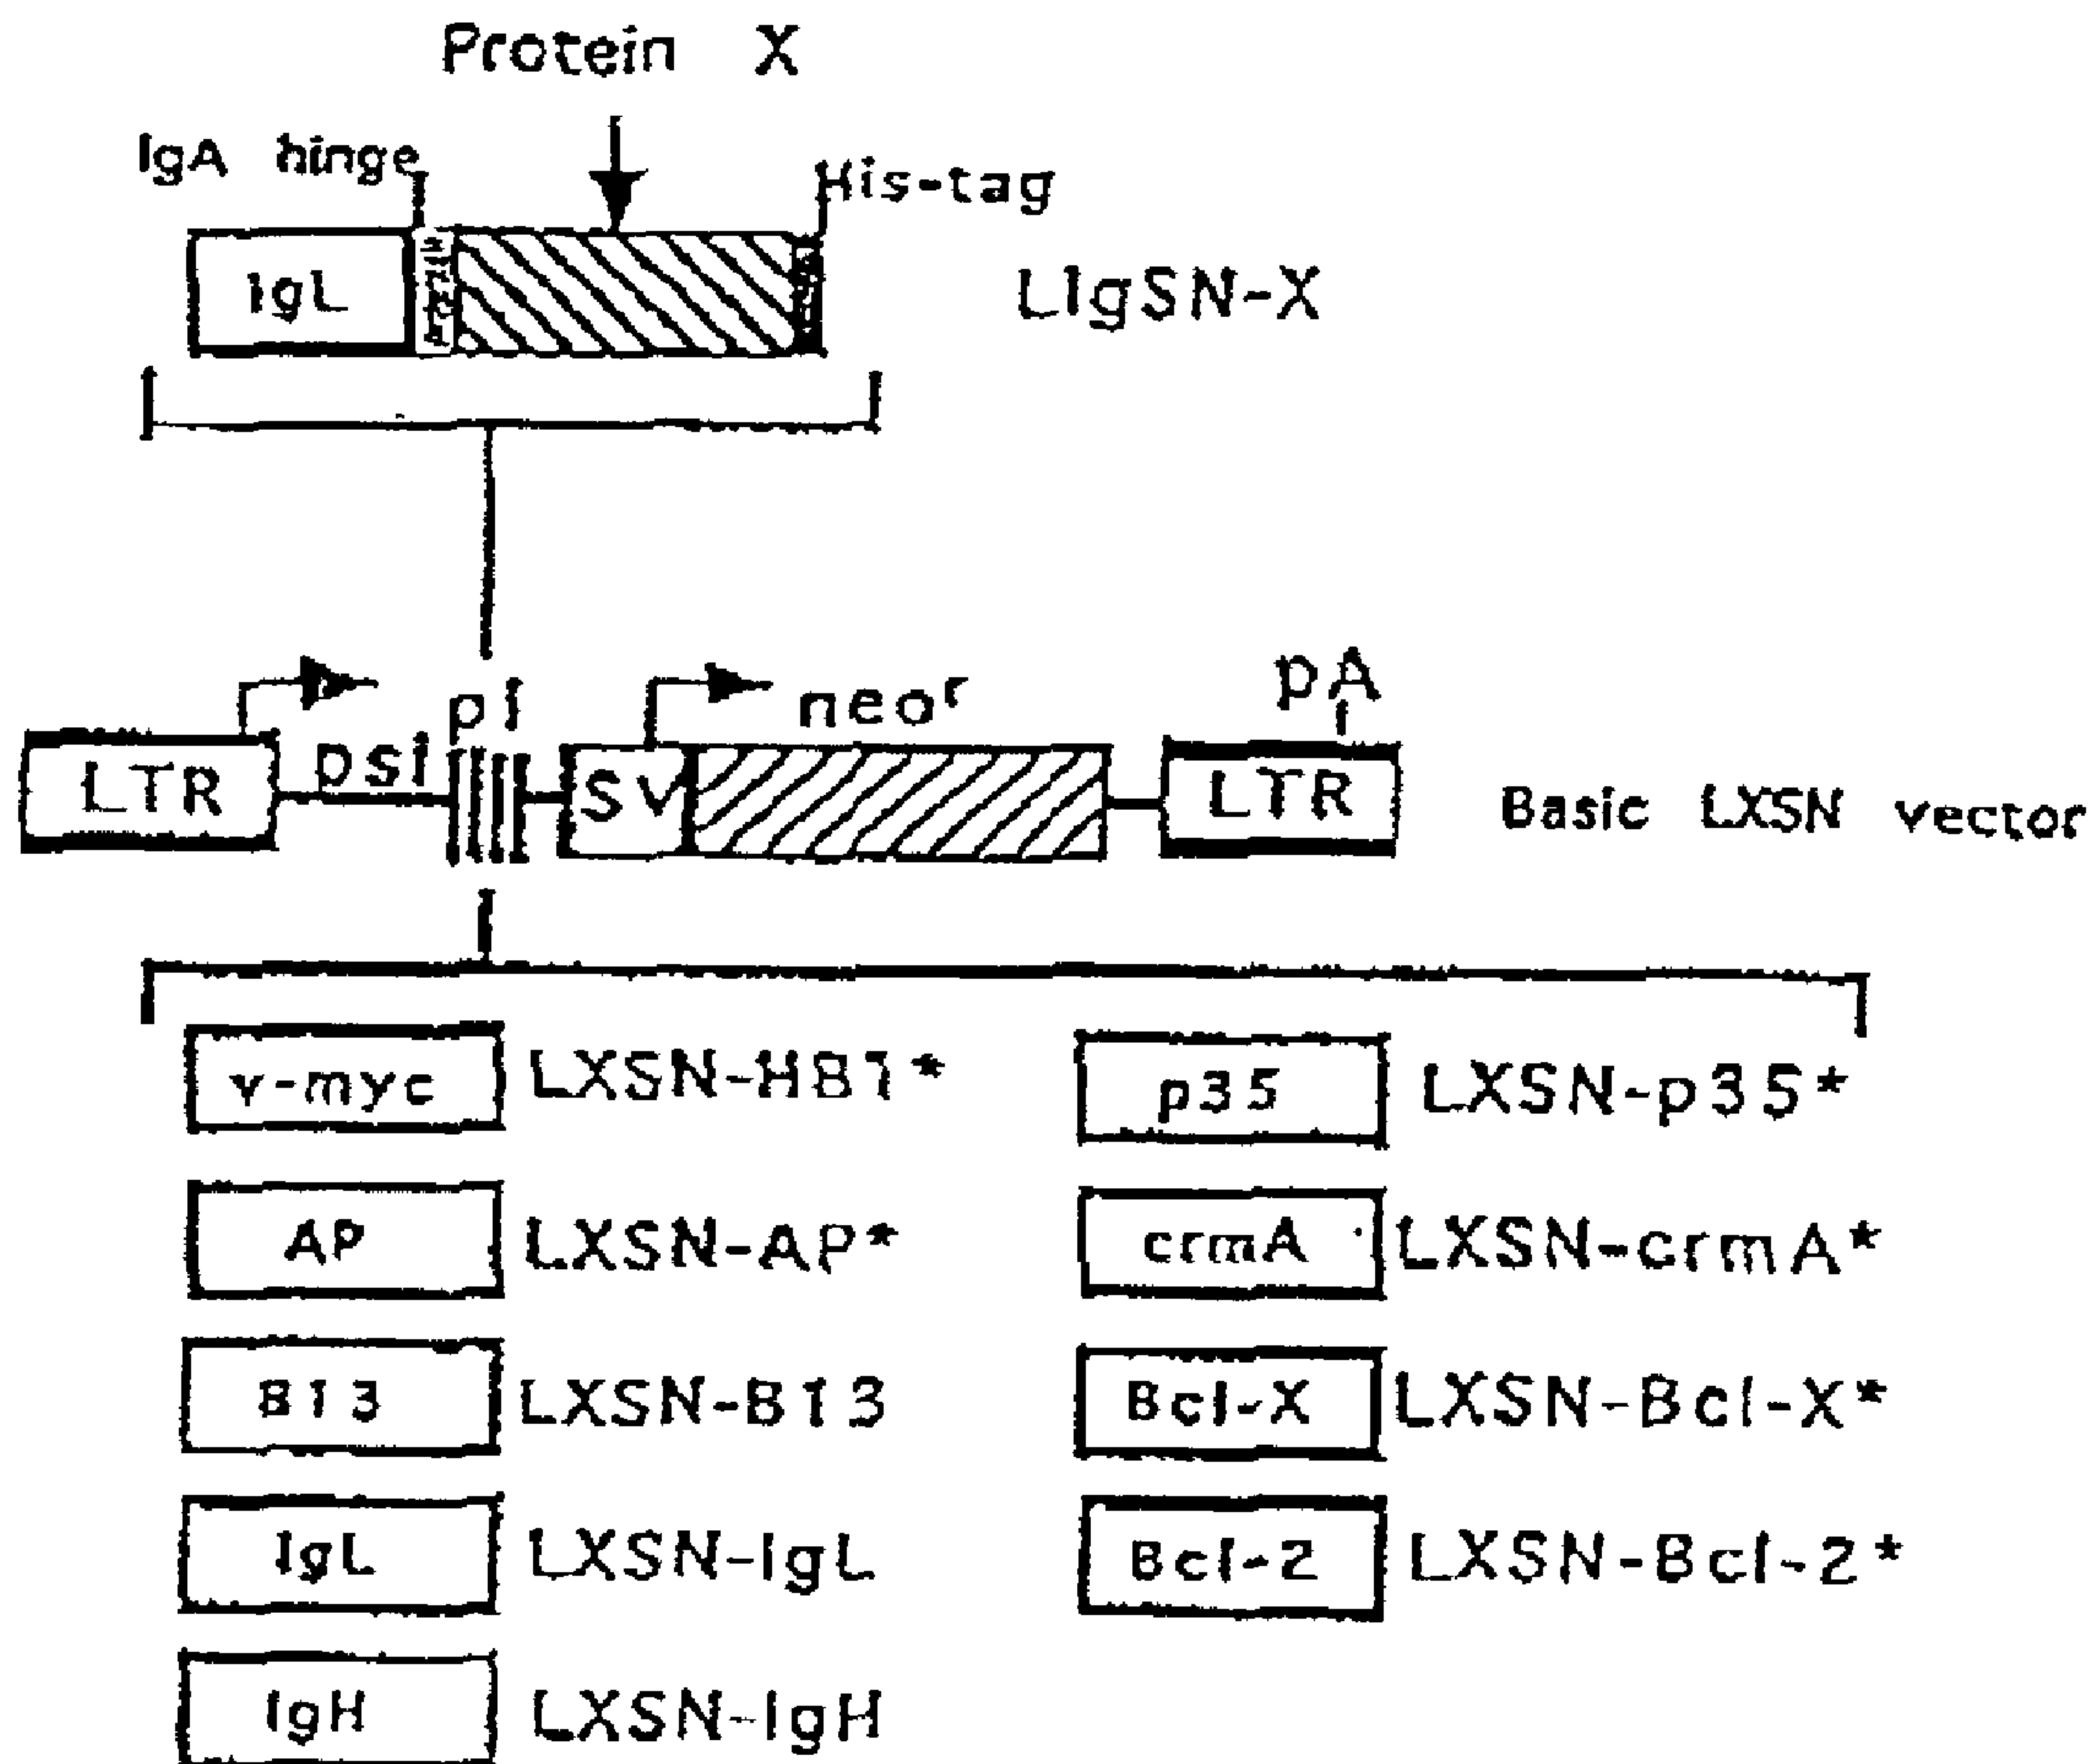 Protein X
IgA hinge
His-tag
IgL
LIgSN-X
pl
neor
pA
LTR
psi
SV
LTR
Basic LXSN vector
v-myc LXSN-HB1*
p35 LXSN-p35*
AP LXSN-AP*
crmA LXSN-crmA*
B13 LXSN-B13
Bcl-X LXSN-Bcl-X*
IgL LXSN-IgL
Bcl-2 LXSN-Bcl-2*
IgH LXSN-IgH